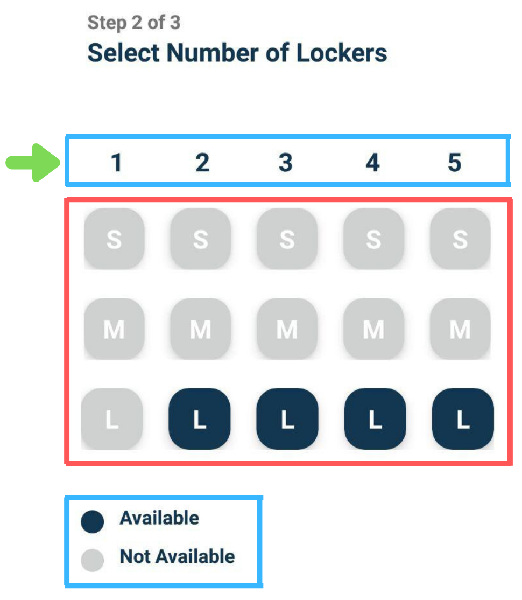 Step 2 of 3
Select Number of Lockers
1 2 3 4 5
S S S S S
M M M M M
L L L L L
Available
Not Available